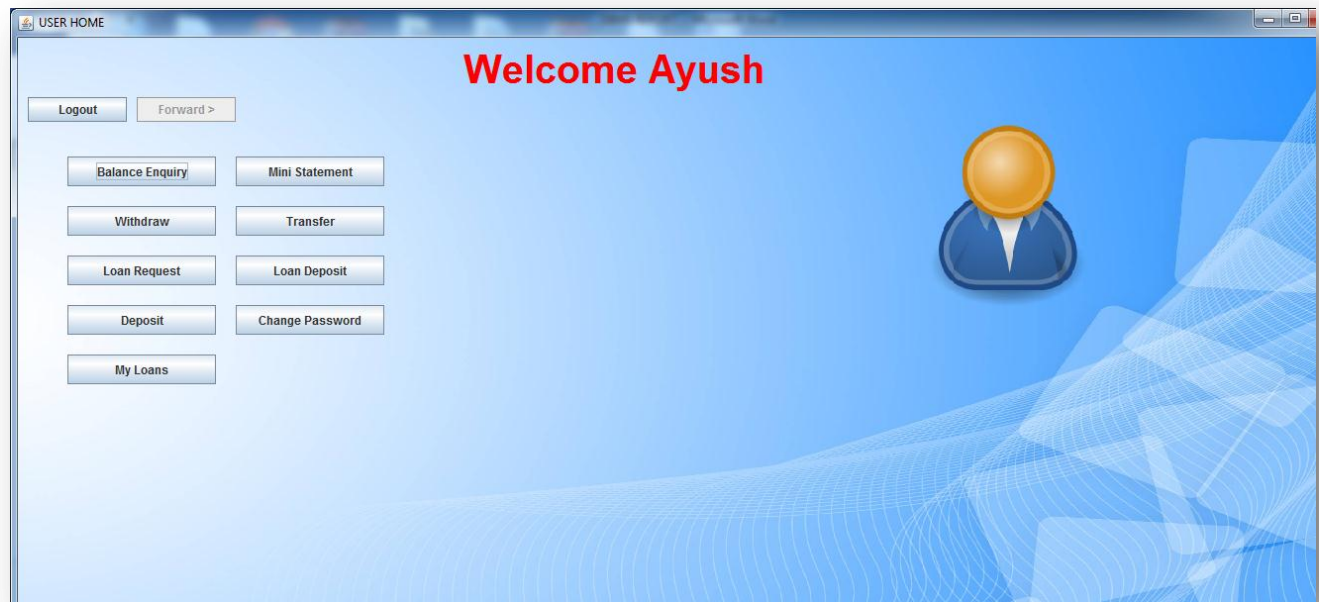 USER HOME
Welcome Ayush
Logout Forward >
Balance Enquiry Mini Statement
Withdraw Transfer
Loan Request Loan Deposit
Deposit Change Password
My Loans